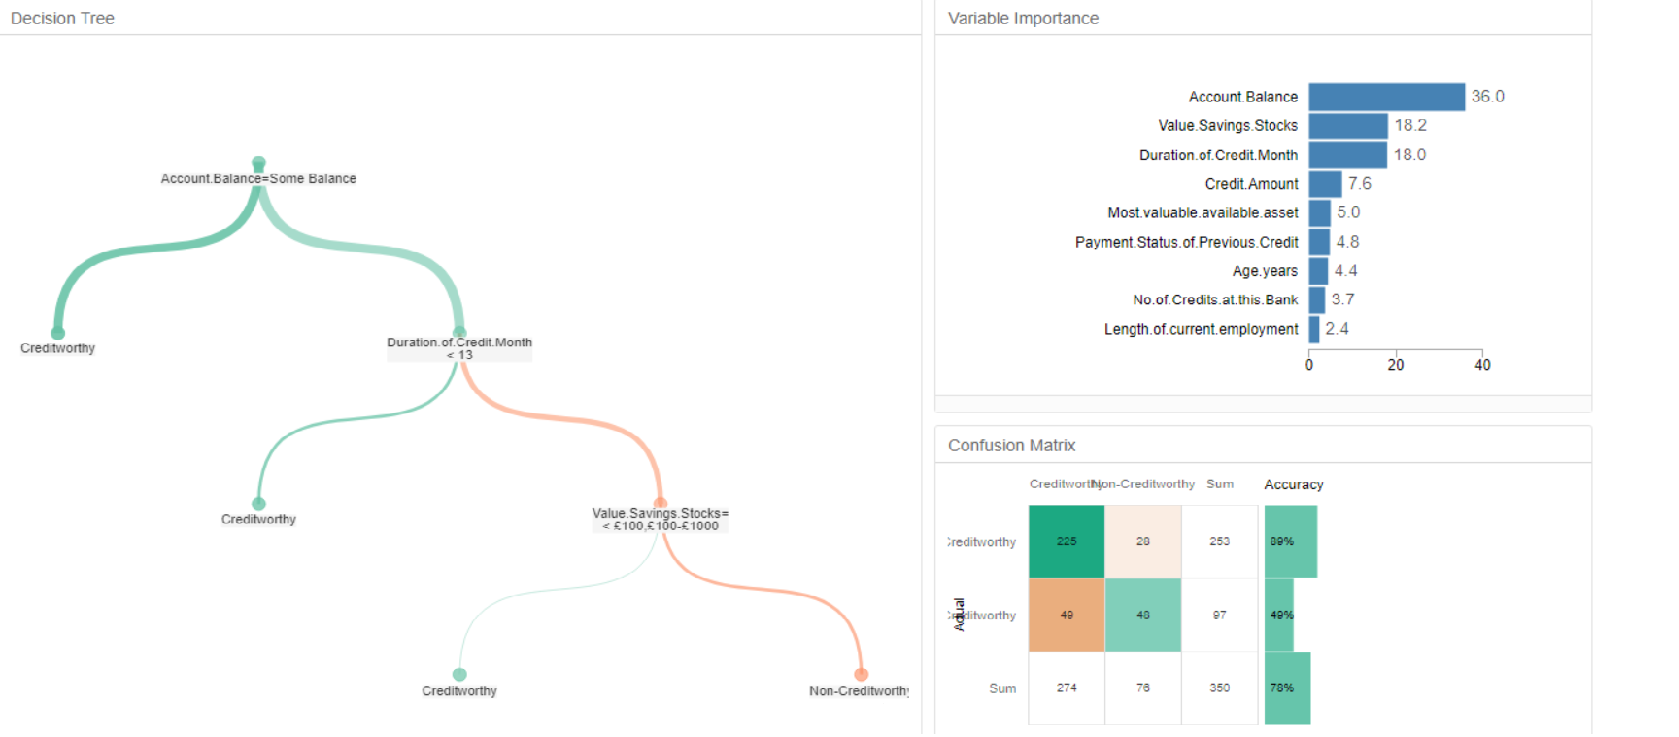 Decision Tree
Account.Balance=Some Balance
Creditworthy
Duration.of.Credit.Month
< 13
Creditworthy
Value.Savings.Stocks=
< £100,£100-£1000
Creditworthy
Non-Creditworthy
Variable Importance
Account.Balance 36.0
Value.Savings.Stocks 18.2
Duration.of.Credit.Month 18.0
Credit.Amount 7.6
Most.valuable.available.asset 5.0
Payment.Status.of.Previous.Credit 4.8
Age.years 4.4
No.of.Credits.at.this.Bank 3.7
Length.of.current.employment 2.4
0 20 40
Confusion Matrix
Creditworthy Non-Creditworthy Sum Accuracy
Creditworthy 225 28 253 89%
Actual
editworthy 49 48 97 49%
Sum 274 76 350 78%